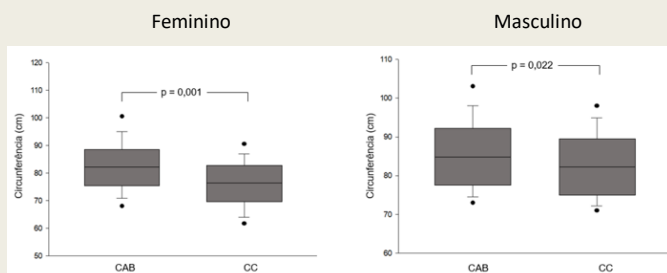 Feminino
Masculino
120
110
100
90
80
70
60
50
Circunferência (cm)
p = 0,001
CAB
CC
110
100
90
80
70
60
Circunferência (cm)
p = 0,022
CAB
CC